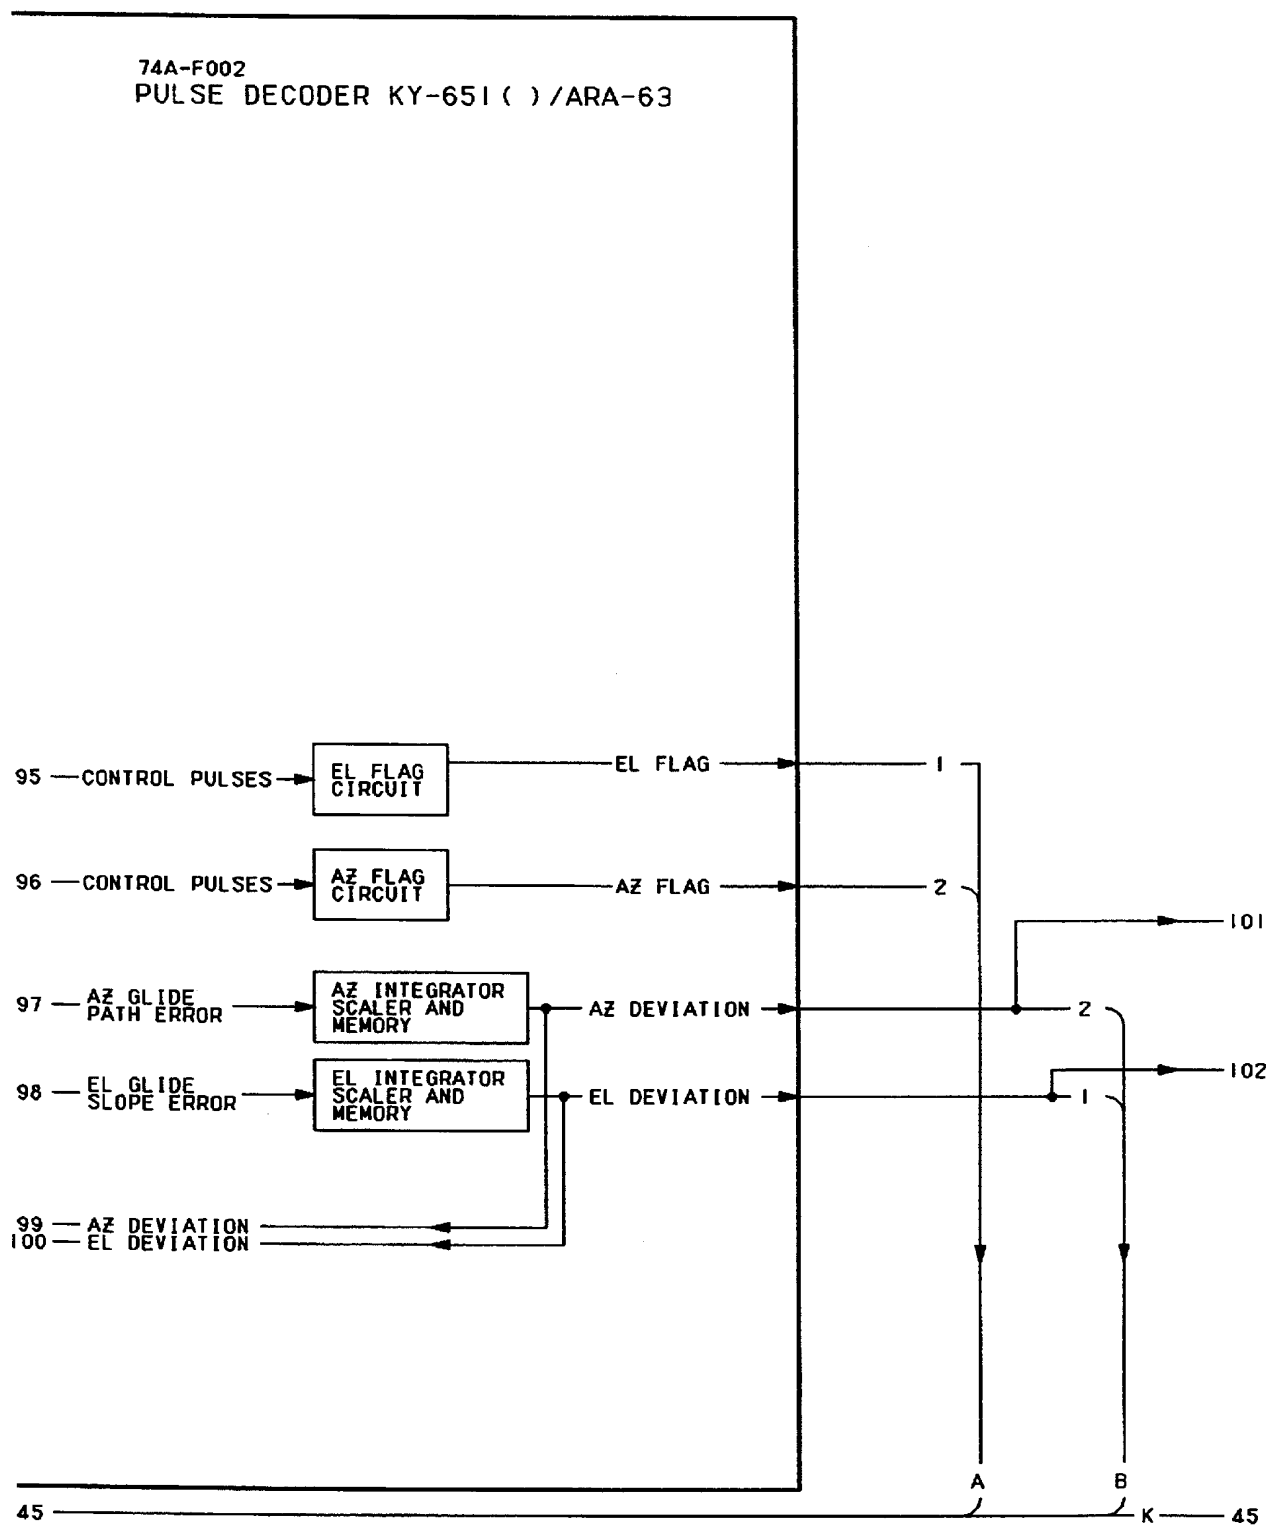 74A-F002
PULSE DECODER KY-651( )/ARA-63
95 CONTROL PULSES EL FLAG CIRCUIT EL FLAG 1
96 CONTROL PULSES AZ FLAG CIRCUIT AZ FLAG 2
101
97 AZ GLIDE PATH ERROR
AZ INTEGRATOR
SCALER AND
MEMORY
AZ DEVIATION 2
102
98 EL GLIDE SLOPE ERROR
EL INTEGRATOR
SCALER AND
MEMORY
EL DEVIATION 1
99 AZ DEVIATION
100 EL DEVIATION
A B
45 K 45